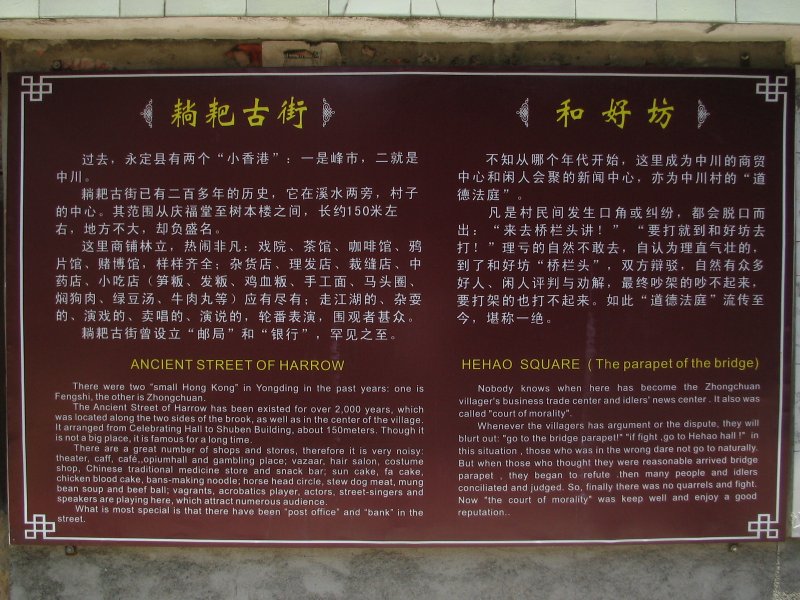 耥耙古街
过去，永定县有两个“小香港”：一是峰市，二就是
中川。
耥耙古街已有二百多年的历史，它在溪水两旁，村子
的中心。其范围从庆福堂至树本楼之间，长约150米左
右，地方不大，却负盛名。
这里商铺林立，热闹非凡：戏院、茶馆、咖啡馆、鸦
片馆、赌博馆，样样齐全；杂货店、理发店、裁缝店、中
药店、小吃店（笋粄、发粄、鸡血粄、手工面、马头圈、
焖狗肉、绿豆汤、牛肉丸等）应有尽有；走江湖的、杂耍
的、演戏的、卖唱的、演说的，轮番表演，围观者甚众。
耥耙古街曾设立“邮局”和“银行”，罕见之至。
ANCIENT STREET OF HARROW
There were two "small Hong Kong" in Yongding in the past years: one is
Fengshi, the other is Zhongchuan.
The Ancient Street of Harrow has been existed for over 2,000 years, which
was located along the two sides of the brook, as well as in the center of the village.
It arranged from Celebrating Hall to Shuben Building, about 150meters. Though it
is not a big place, it is famous for a long time.
There are a great number of shops and stores, therefore it is very noisy:
theater, caff, café.,opiumhall and gambling place; vazaar, hair salon, costume
shop, Chinese traditional medicine store and snack bar; sun cake, fa cake,
chicken blood cake, bans-making noodle; horse head circle, stew dog meat, mung
bean soup and beef ball; vagrants, acrobatics player, actors, street-singers and
speakers are playing here, which attract numerous audience.
What is most special is that there have been "post office" and "bank" in the
street.
和好坊
不知从哪个年代开始，这里成为中川的商贸
中心和闲人会聚的新闻中心，亦为中川村的“道
德法庭”。
凡是村民间发生口角或纠纷，都会脱口而
出：“来去桥栏头讲！”“要打就到和好坊去
打！”理亏的自然不敢去，自认为理直气壮的，
到了和好坊“桥栏头”，双方辩驳，自然有众多
好人、闲人评判与劝解，最终吵架的吵不起来，
要打架的也打不起来。如此“道德法庭”流传至
今，堪称一绝。
HEHAO SQUARE ( The parapet of the bridge)
Nobody knows when here has become the Zhongchuan
villager's business trade center and idlers' news center . It also was
called "court of morality".
Whenever the villagers has argument or the dispute, they will
blurt out: "go to the bridge parapet!" "if fight ,go to Hehao hall !" in
this situation , those who was in the wrong dare not go to naturally.
But when those who thought they were reasonable arrived bridge
parapet , they began to refute .then many people and idlers
conciliated and judged. So, finally there was no quarrels and fight.
Now "the court of morality" was keep well and enjoy a good
reputation..